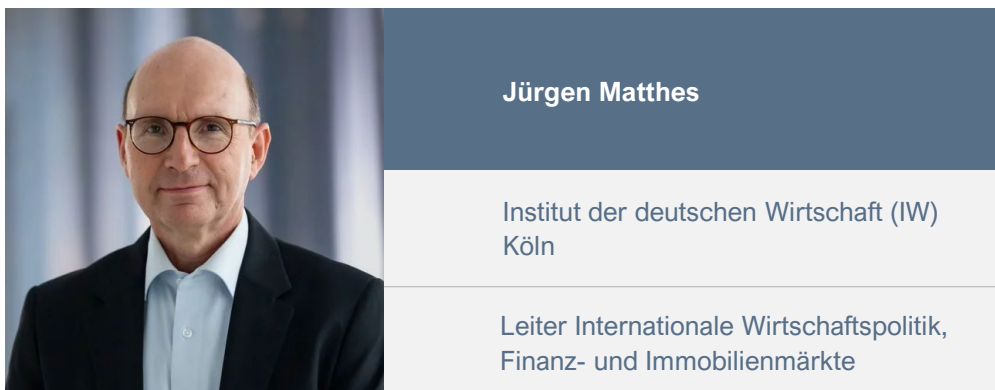 Jürgen Matthes
Institut der deutschen Wirtschaft (IW)
Köln
Leiter Internationale Wirtschaftspolitik,
Finanz- und Immobilienmärkte